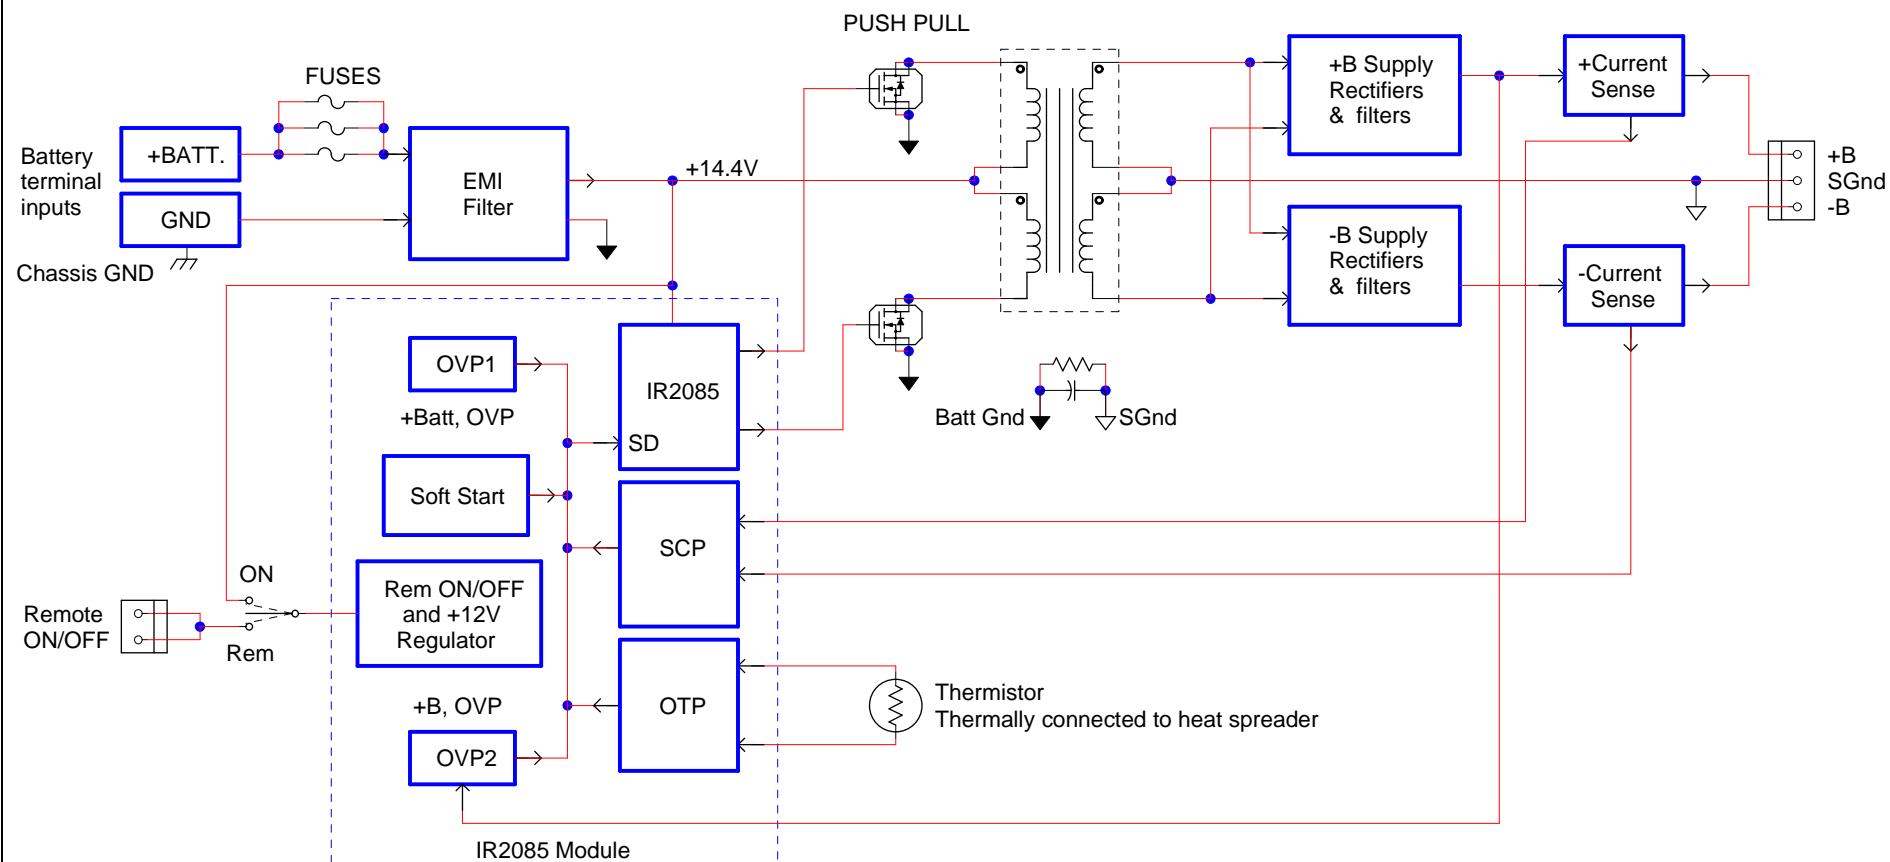 PUSH PULL
FUSES
+B Supply
Rectifiers
& filters
+Current
Sense
Battery
terminal
inputs
+BATT.
GND
EMI
Filter
+14.4V
+B
SGnd
-B
Chassis GND
-B Supply
Rectifiers
& filters
-Current
Sense
OVP1
+Batt, OVP
IR2085
SD
Batt Gnd
SGnd
Soft Start
SCP
ON
Remote
ON/OFF
Rem
Rem ON/OFF
and +12V
Regulator
+B, OVP
OVP2
OTP
Thermistor
Thermally connected to heat spreader
IR2085 Module